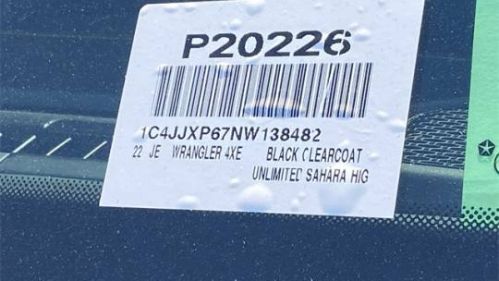 P20226
1C4JJXP67NW138482
22 JE WRANGLER 4XE BLACK CLEARCOAT
UNLIMITED SAHARA HIG